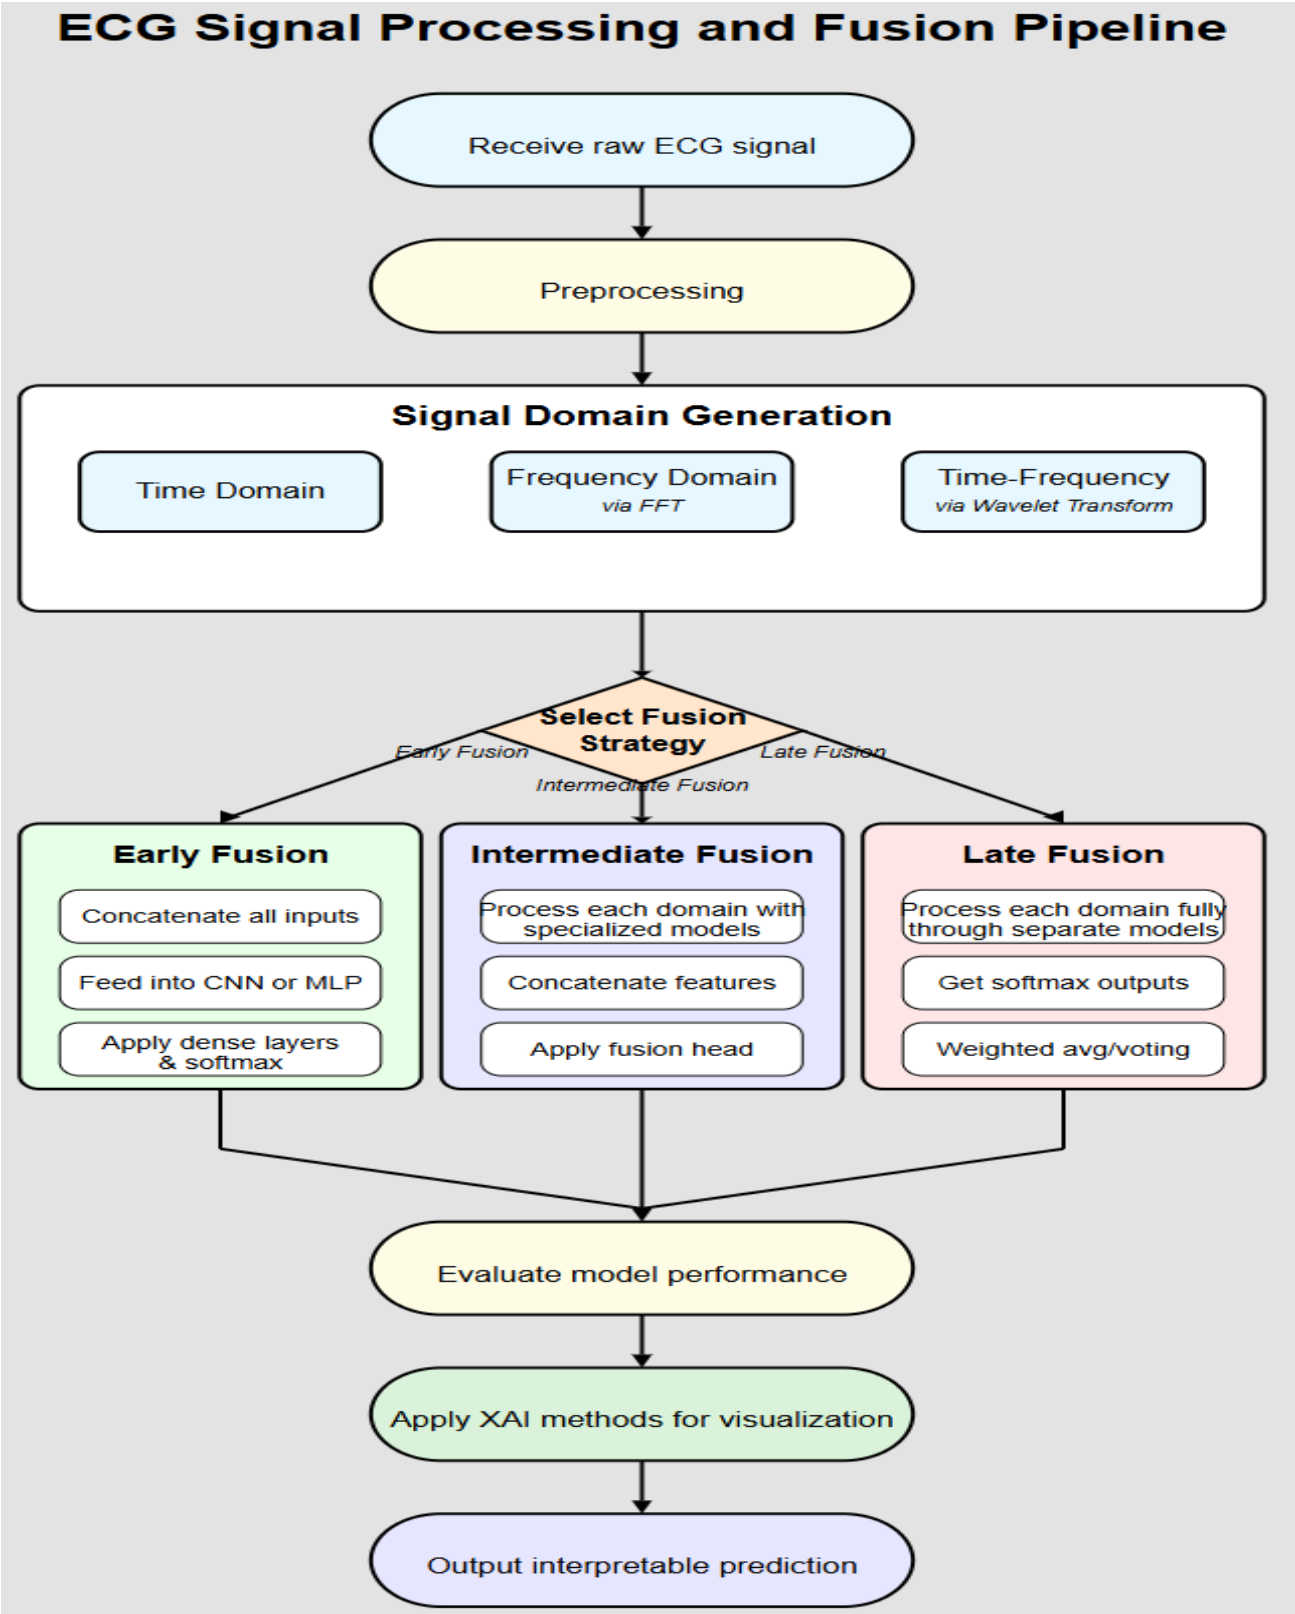 ECG Signal Processing and Fusion Pipeline
Receive raw ECG signal
Preprocessing
Signal Domain Generation
Time Domain
Frequency Domain
via FFT
Time-Frequency
via Wavelet Transform
Select Fusion
Strategy
Early Fusion
Late Fusion
Intermediate Fusion
Early Fusion
Concatenate all inputs
Feed into CNN or MLP
Apply dense layers
& softmax
Intermediate Fusion
Process each domain with
specialized models
Concatenate features
Apply fusion head
Late Fusion
Process each domain fully
through separate models
Get softmax outputs
Weighted avg/voting
Evaluate model performance
Apply XAI methods for visualization
Output interpretable prediction